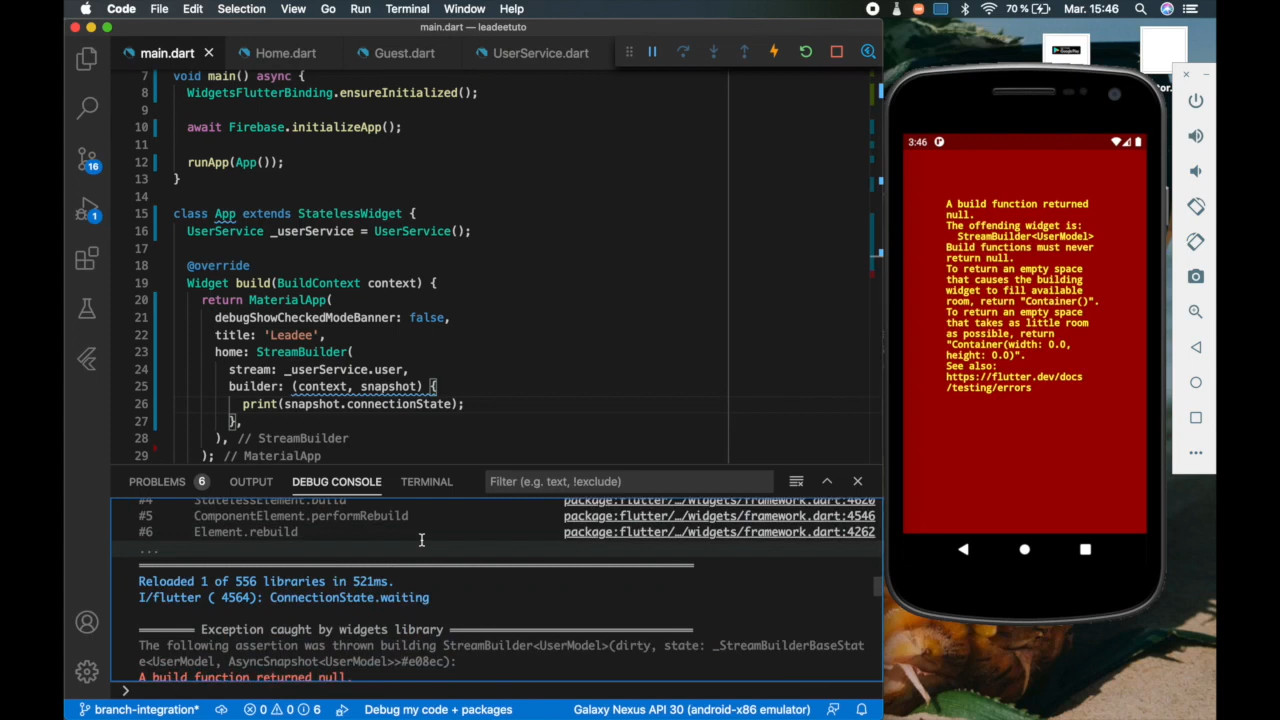 Code File Edit Selection View Go Run Terminal Window Help 70 % Mar. 15:46
main.dart — leadeetuto
main.dart Home.dart Guest.dart UserService.dart
7 void main() async {
8 WidgetsFlutterBinding.ensureInitialized();
9
10 await Firebase.initializeApp();
11
12 runApp(App());
13 }
14
15 class App extends StatelessWidget {
16 UserService _userService = UserService();
17
18 @override
19 Widget build(BuildContext context) {
20 return MaterialApp(
21 debugShowCheckedModeBanner: false,
22 title: 'Leadee',
23 home: StreamBuilder(
24 stream: _userService.user,
25 builder: (context, snapshot) {
26 print(snapshot.connectionState);
27 },
28 ), // StreamBuilder
29 ); // MaterialApp
16
1
PROBLEMS 6 OUTPUT DEBUG CONSOLE TERMINAL Filter (e.g. text, !exclude)
#4 StatelessElement.build package:flutter/…/widgets/framework.dart:4620
#5 ComponentElement.performRebuild package:flutter/…/widgets/framework.dart:4546
#6 Element.rebuild package:flutter/…/widgets/framework.dart:4262
...
Reloaded 1 of 556 libraries in 521ms.
I/flutter ( 4564): ConnectionState.waiting
Exception caught by widgets library
The following assertion was thrown building StreamBuilder<UserModel>(dirty, state: _StreamBuilderBaseStat
e<UserModel, AsyncSnapshot<UserModel>>#e08ec):
A build function returned null.
branch-integration* 0 0 6 Debug my code + packages Galaxy Nexus API 30 (android-x86 emulator)
3:46
A build function returned
null.
The offending widget is:
StreamBuilder<UserModel>
Build functions must never
return null.
To return an empty space
that causes the building
widget to fill available
room, return "Container()".
To return an empty space
that takes as little room
as possible, return
"Container(width: 0.0,
height: 0.0)".
See also:
https://flutter.dev/docs
/testing/errors